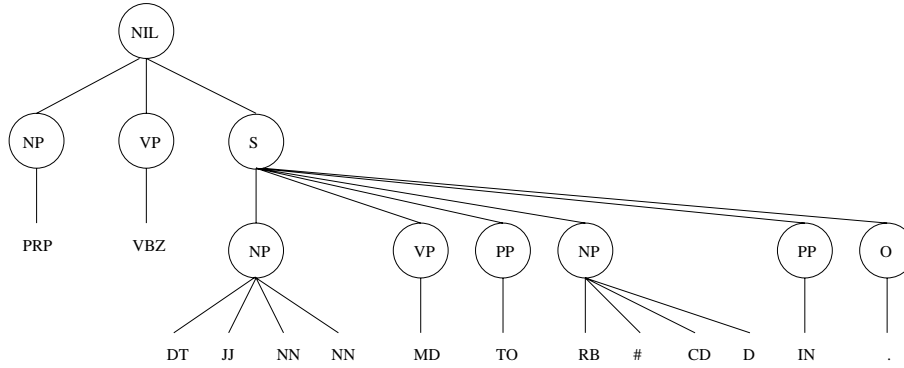 NIL
NP VP S
PRP VBZ
NP VP PP NP PP O
DT JJ NN NN MD TO RB # CD D IN .